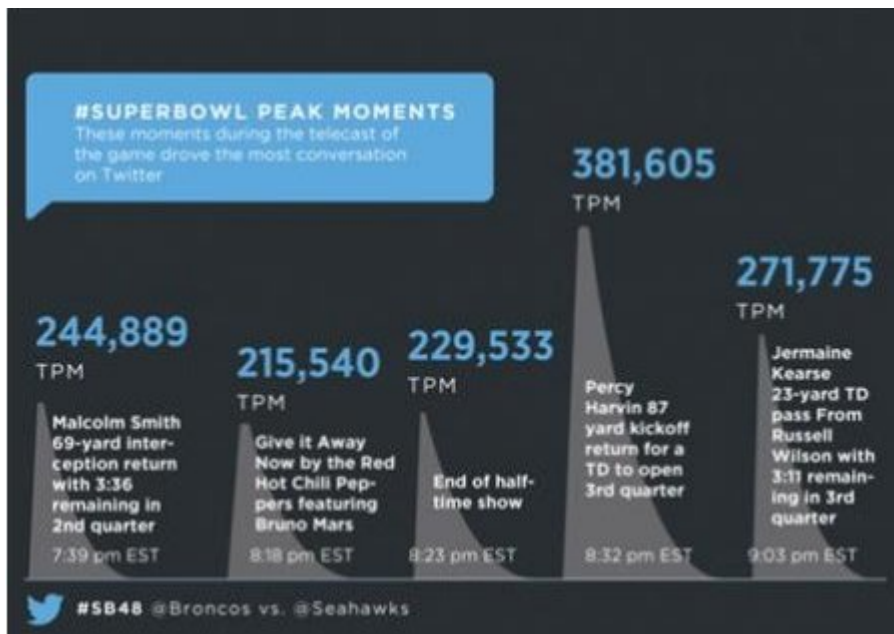 #SUPERBOWL PEAK MOMENTS
These moments during the telecast of
the game drove the most conversation
on Twitter
244,889
TPM
Malcolm Smith
69-yard inter-
ception return
with 3:36
remaining in
2nd quarter
7:39 pm EST
215,540
TPM
Give it Away
Now by the Red
Hot Chili Pep-
pers featuring
Bruno Mars
8:18 pm EST
229,533
TPM
End of half-
time show
8:23 pm EST
381,605
TPM
Percy
Harvin 87
yard kickoff
return for a
TD to open
3rd quarter
8:32 pm EST
271,775
TPM
Jermaine
Kearse
23-yard TD
pass From
Russell
Wilson with
3:11 remain-
ing in 3rd
quarter
9:03 pm EST
#SB48 @Broncos vs. @Seahawks